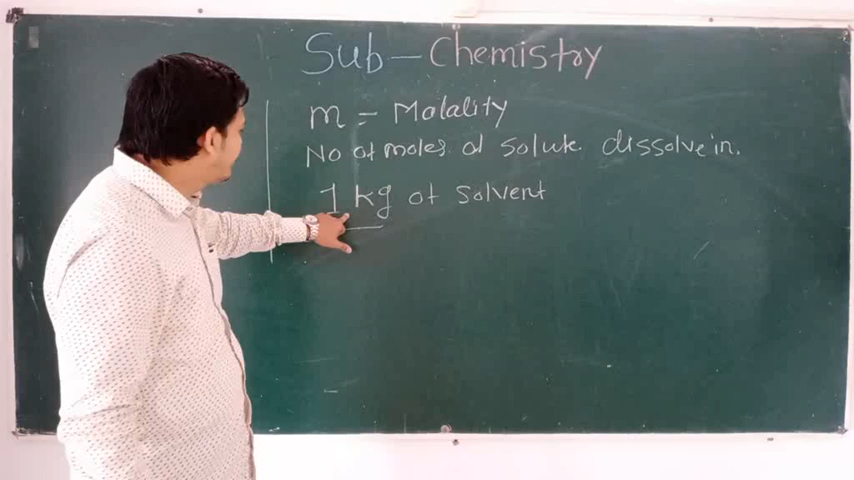 Sub - Chemistry
m = Molality
No of moles of solute dissolve in.
1 kg of solvent